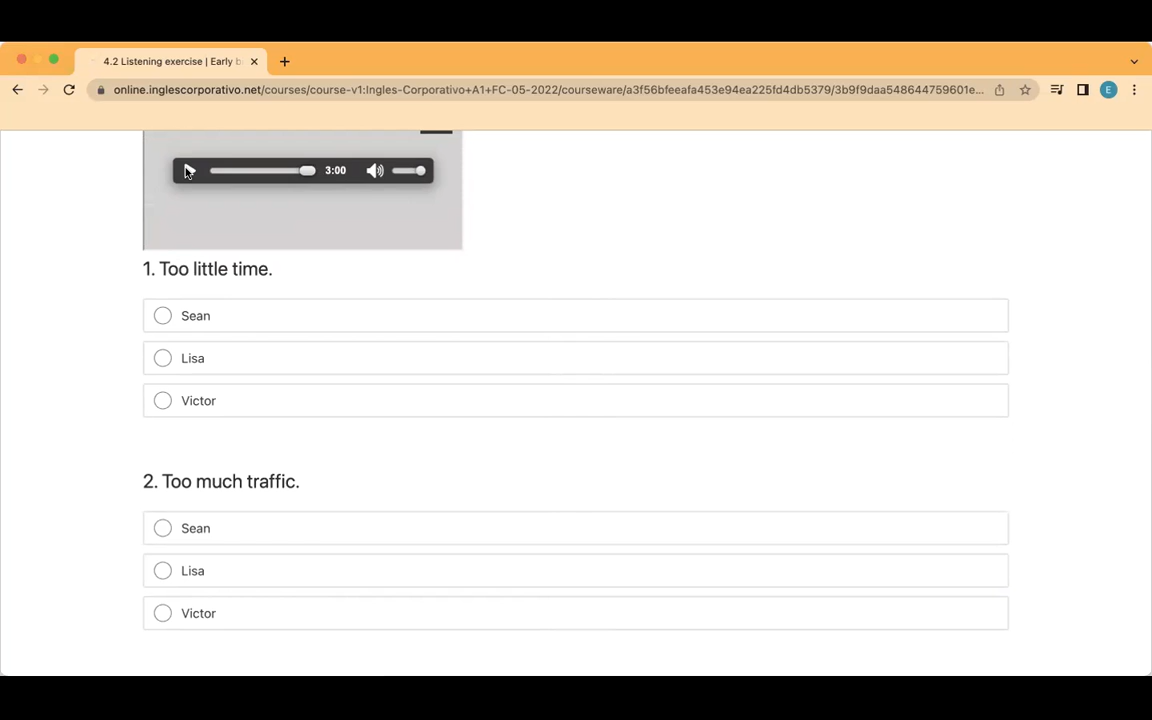 4.2 Listening exercise | Early b
online.inglescorporativo.net/courses/course-v1:Ingles-Corporativo+A1+FC-05-2022/courseware/a3f56bfeeafa453e94ea225fd4db5379/3b9f9daa548644759601e...
E
3:00
1. Too little time.
Sean
Lisa
Victor
2. Too much traffic.
Sean
Lisa
Victor